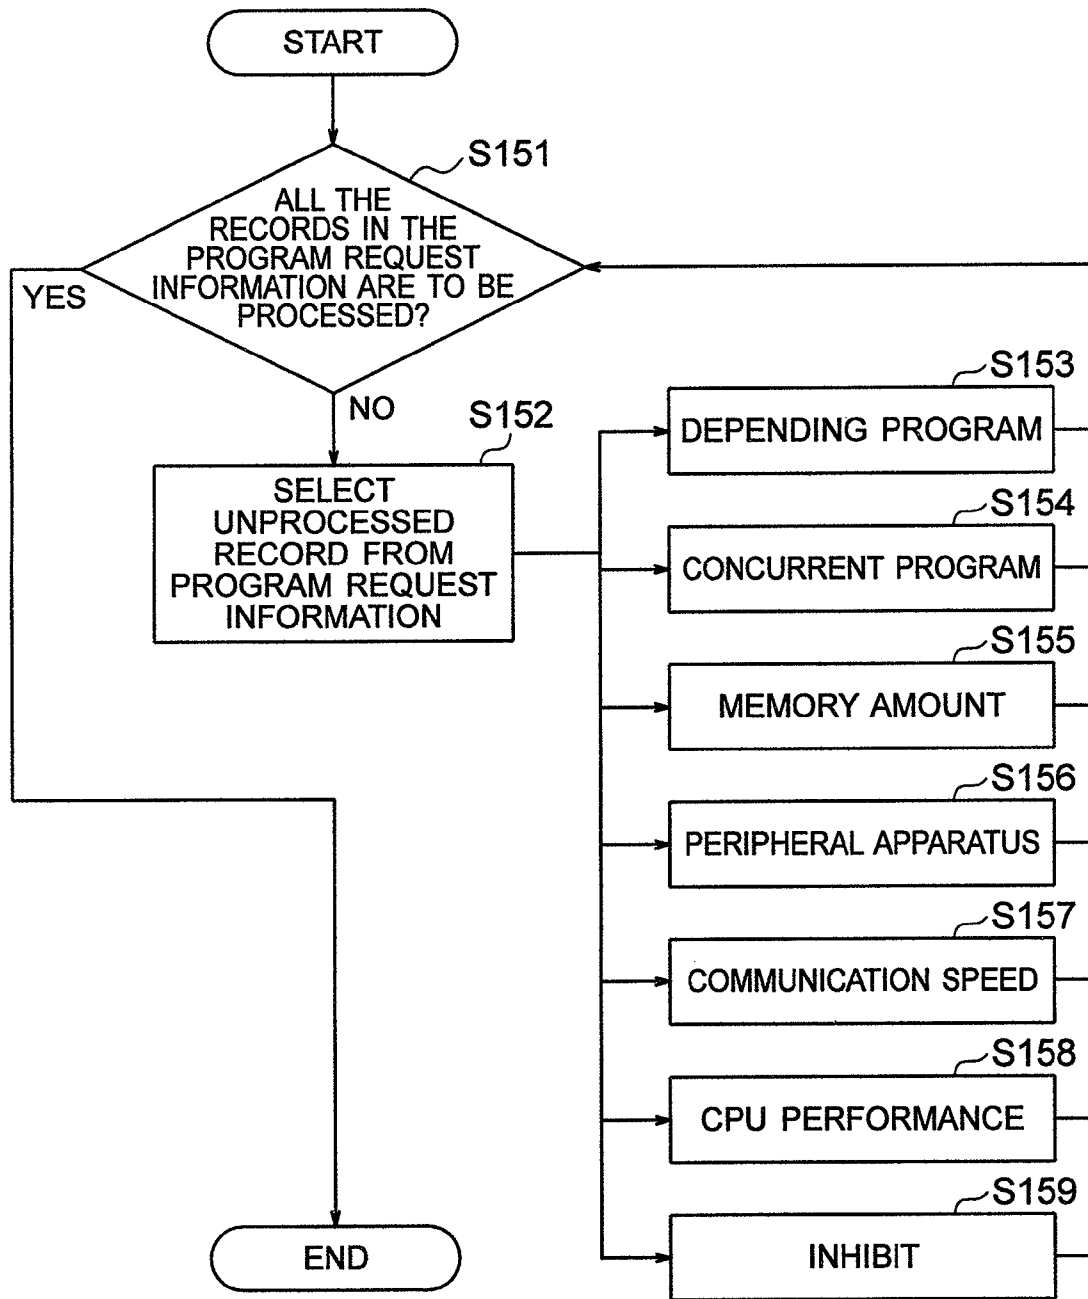 START
S151
ALL THE
RECORDS IN THE
PROGRAM REQUEST
INFORMATION ARE TO BE
PROCESSED?
YES
NO
S152
SELECT
UNPROCESSED
RECORD FROM
PROGRAM REQUEST
INFORMATION
S153
DEPENDING PROGRAM
S154
CONCURRENT PROGRAM
S155
MEMORY AMOUNT
S156
PERIPHERAL APPARATUS
S157
COMMUNICATION SPEED
S158
CPU PERFORMANCE
S159
INHIBIT
END